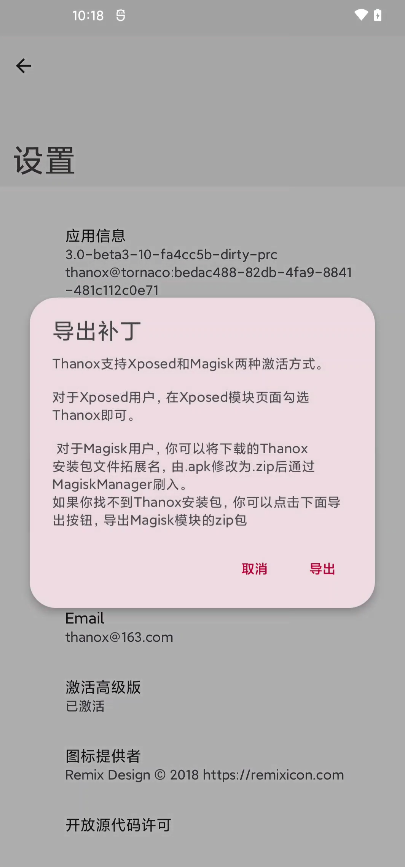 10:18
设置
应用信息
3.0-beta3-10-fa4cc5b-dirty-prc
thanox@tornaco:bedac488-82db-4fa9-8841
-481c112c0e71
导出补丁
Thanox支持Xposed和Magisk两种激活方式。
对于Xposed用户，在Xposed模块页面勾选
Thanox即可。
对于Magisk用户，你可以将下载的Thanox
安装包文件拓展名，由.apk修改为.zip后通过
MagiskManager刷入。
如果你找不到Thanox安装包，你可以点击下面导
出按钮，导出Magisk模块的zip包
取消 导出
Email
thanox@163.com
激活高级版
已激活
图标提供者
Remix Design © 2018 https://remixicon.com
开放源代码许可